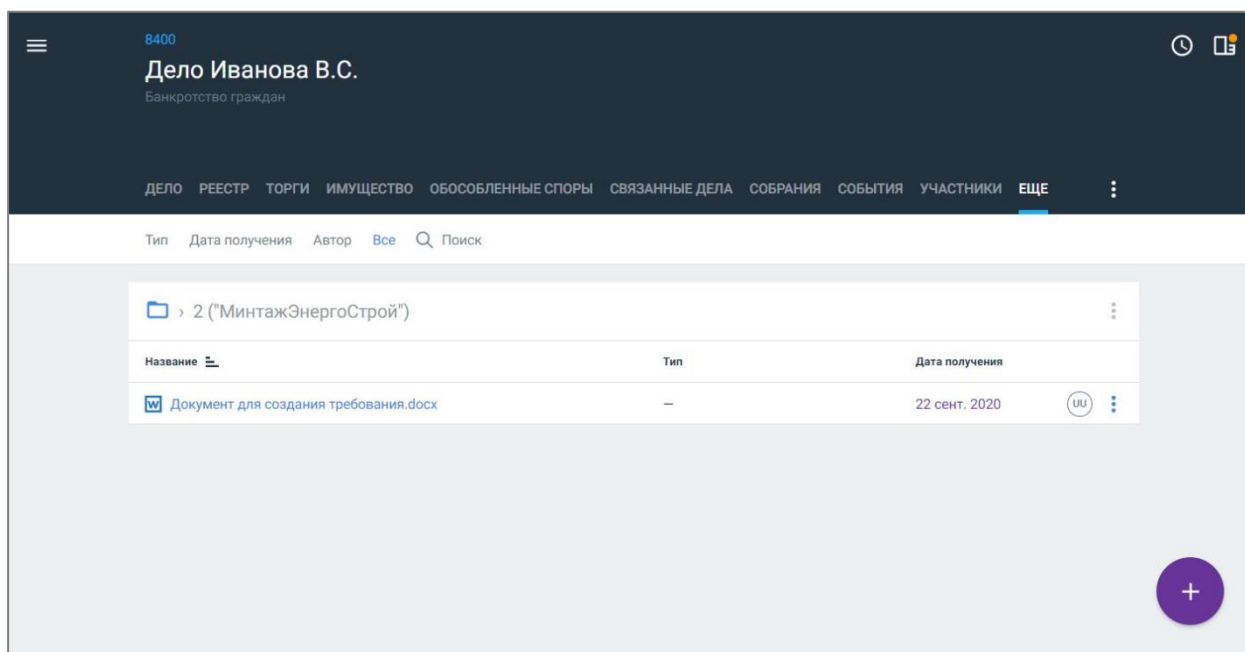 8400
Дело Иванова В.С.
Банкротство граждан
ДЕЛО РЕЕСТР ТОРГИ ИМУЩЕСТВО ОБОСОБЛЕННЫЕ СПОРЫ СВЯЗАННЫЕ ДЕЛА СОБРАНИЯ СОБЫТИЯ УЧАСТНИКИ ЕЩЕ
Тип Дата получения Автор Все Поиск
› 2 ("МинтажЭнергоСтрой")
Название Тип Дата получения
W Документ для создания требования.docx — 22 сент. 2020 UU
+